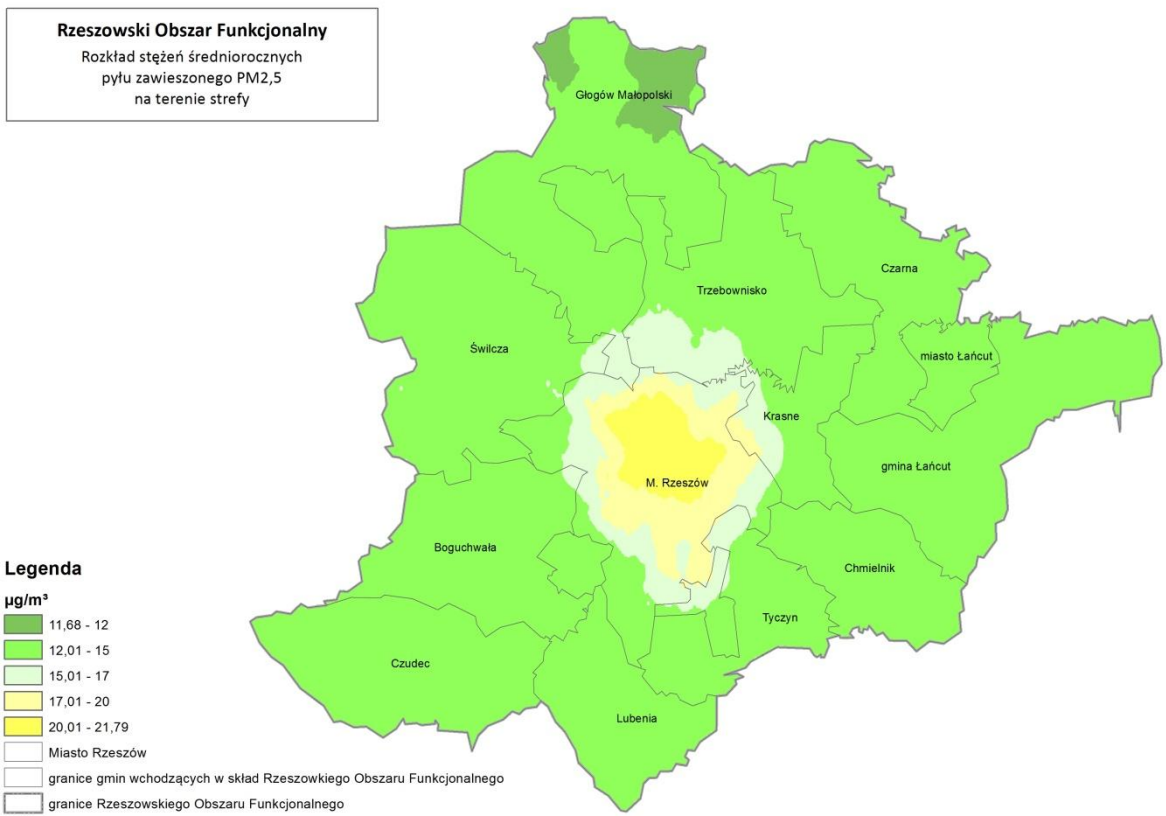 Rzeszowski Obszar Funkcjonalny
Rozkład stężeń średniorocznych
pyłu zawieszonego PM2,5
na terenie strefy
Głogów Małopolski
Czarna
Trzebownisko
Świlcza
miasto Łańcut
Krasne
gmina Łańcut
M. Rzeszów
Boguchwała
Chmielnik
Tyczyn
Czudec
Lubenia
Legenda
µg/m³
11,68 - 12
12,01 - 15
15,01 - 17
17,01 - 20
20,01 - 21,79
Miasto Rzeszów
granice gmin wchodzących w skład Rzeszowkiego Obszaru Funkcjonalnego
granice Rzeszowskiego Obszaru Funkcjonalnego